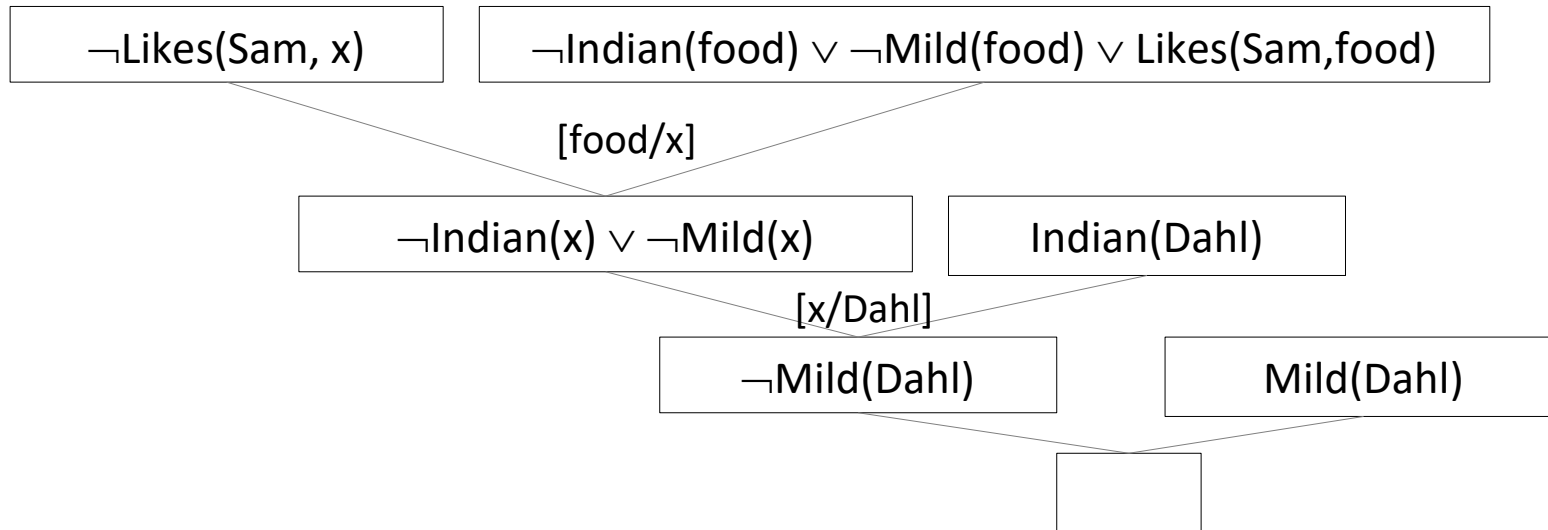 ¬Likes(Sam, x)
¬Indian(food) ∨ ¬Mild(food) ∨ Likes(Sam,food)
[food/x]
¬Indian(x) ∨ ¬Mild(x)
Indian(Dahl)
[x/Dahl]
¬Mild(Dahl)
Mild(Dahl)